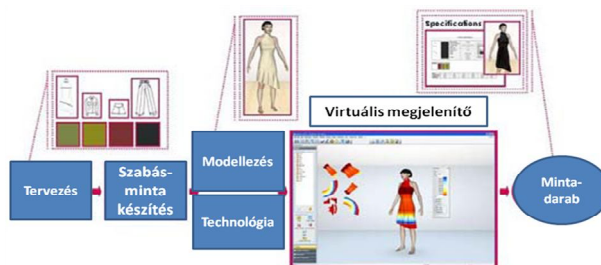 Specifications
Virtuális megjelenítő
Tervezés
Szabás-
minta
készítés
Modellezés
Technológia
Minta-
darab